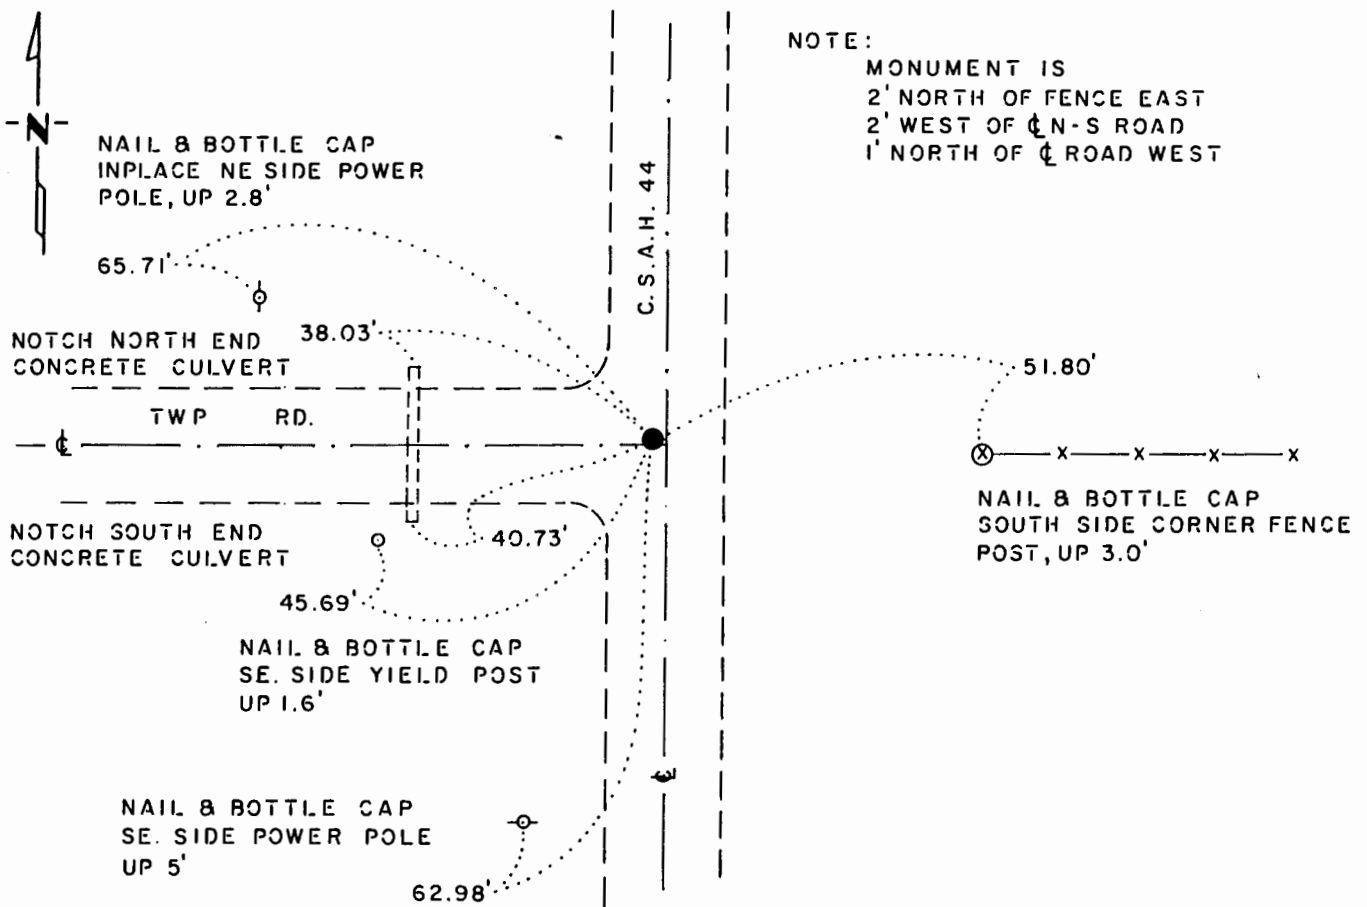 NOTE:
MONUMENT IS
2' NORTH OF FENCE EAST
2' WEST OF ℄ N-S ROAD
1' NORTH OF ℄ ROAD WEST
N
NAIL & BOTTLE CAP
INPLACE NE SIDE POWER
POLE, UP 2.8'
C.S.A.H. 44
65.71'
NOTCH NORTH END
CONCRETE CULVERT
38.03'
51.80'
TWP RD.
℄
X X X X X
NAIL & BOTTLE CAP
SOUTH SIDE CORNER FENCE
POST, UP 3.0'
NOTCH SOUTH END
CONCRETE CULVERT
40.73'
45.69'
NAIL & BOTTLE CAP
SE. SIDE YIELD POST
UP 1.6'
℄
NAIL & BOTTLE CAP
SE. SIDE POWER POLE
UP 5'
62.98'